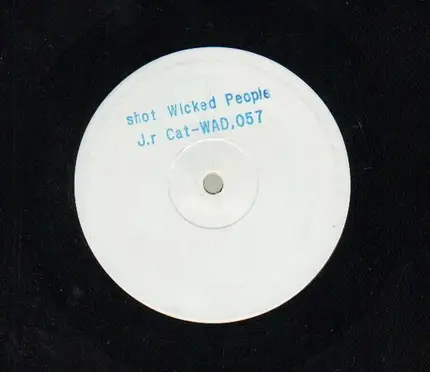 shot Wicked People
J.r Cat-WAD,057